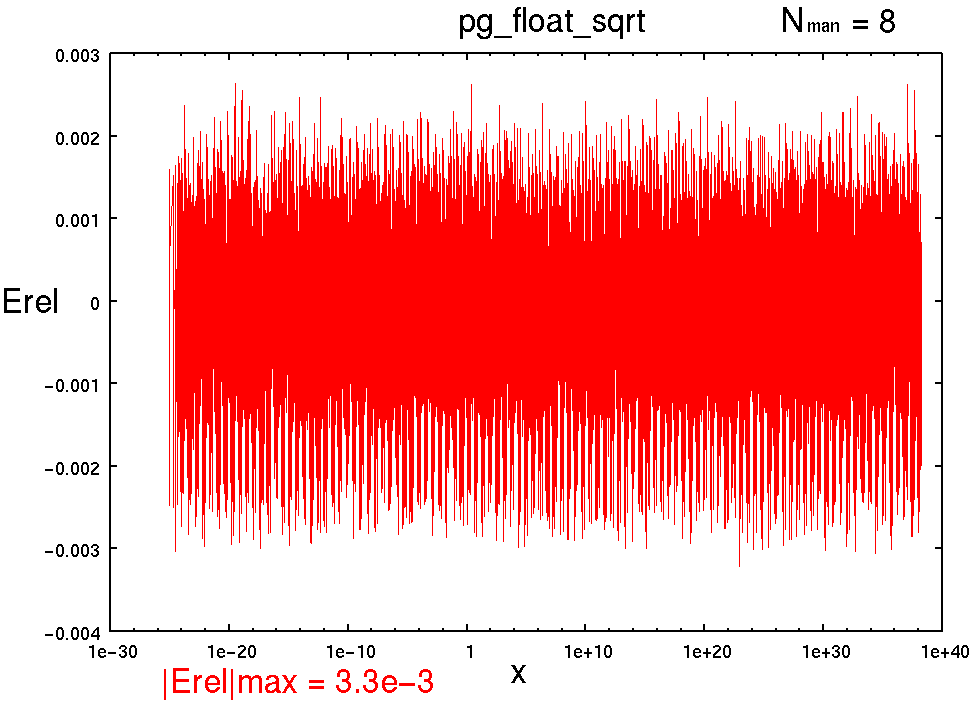 pg_float_sqrt N man = 8
0.003
0.002
0.001
Erel 0
-0.001
-0.002
-0.003
-0.004
1e-30 1e-20 1e-10 1 1e+10 1e+20 1e+30 1e+40
x
|Erel|max = 3.3e-3